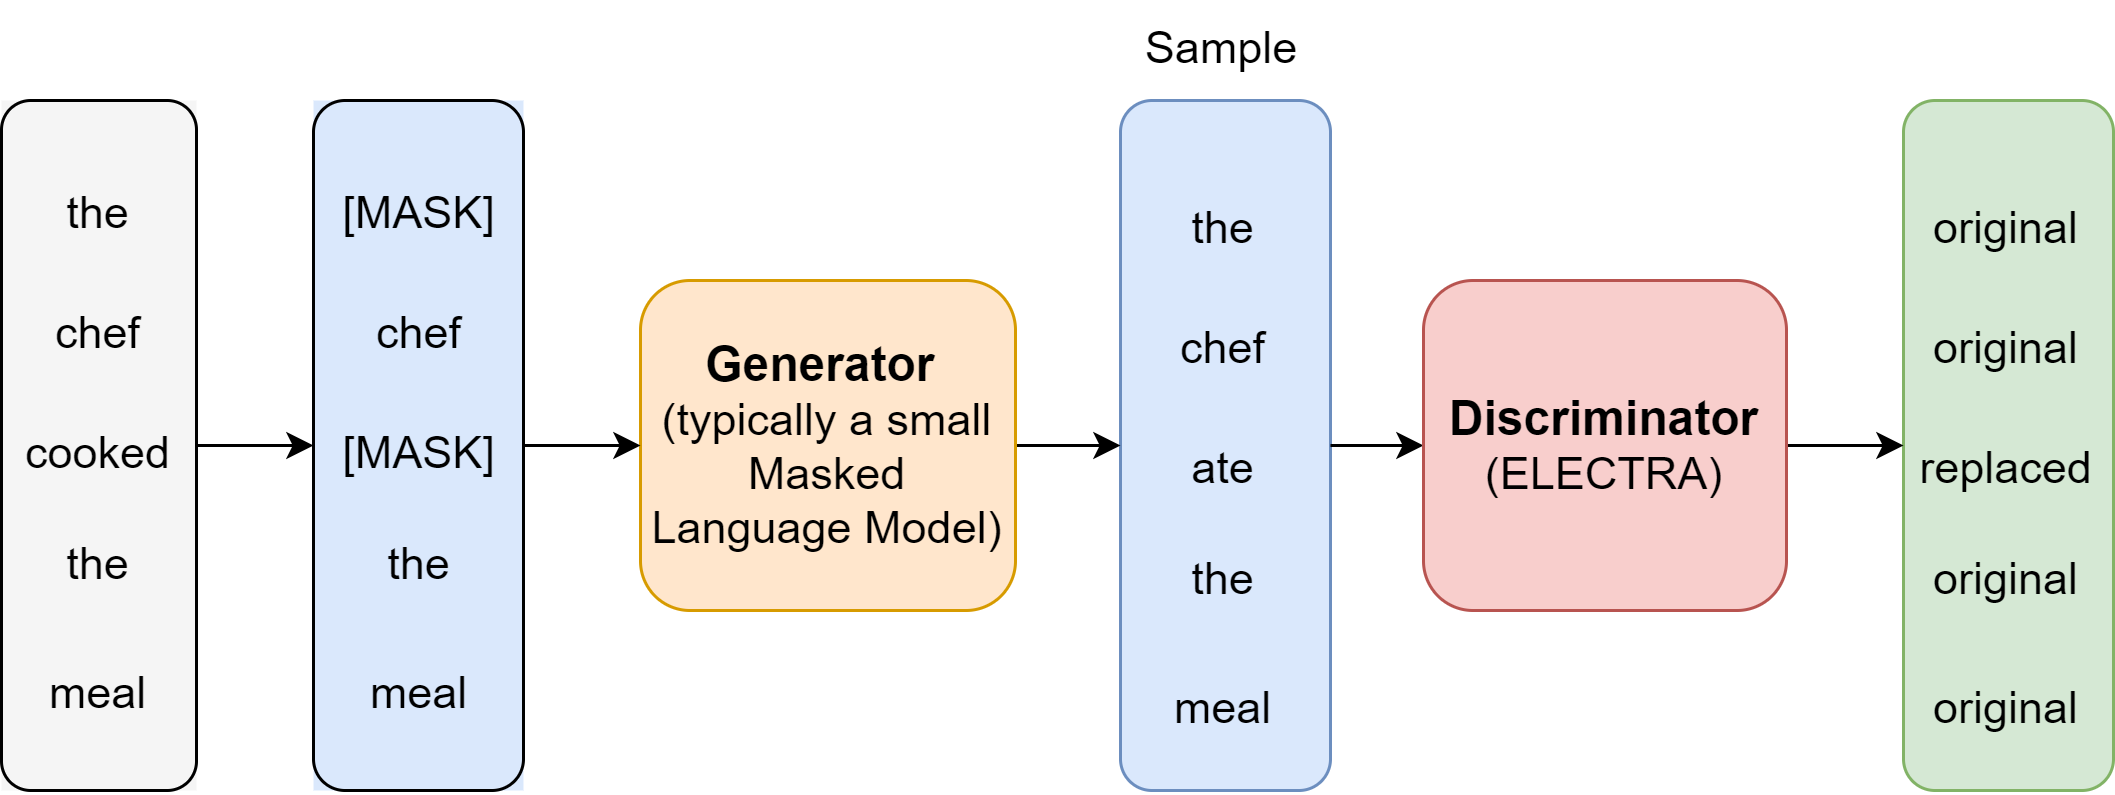 Sample
the
chef
cooked
the
meal
[MASK]
chef
[MASK]
the
meal
Generator
(typically a small
Masked
Language Model)
the
chef
ate
the
meal
Discriminator
(ELECTRA)
original
original
replaced
original
original